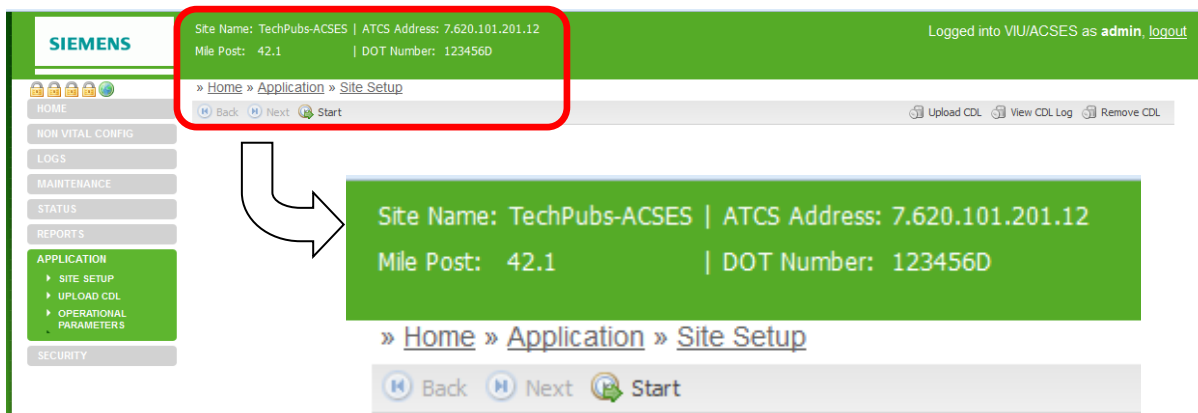 SIEMENS
Site Name: TechPubs-ACSES | ATCS Address: 7.620.101.201.12
Mile Post: 42.1 | DOT Number: 123456D
Logged into VIU/ACSES as admin, logout
» Home » Application » Site Setup
Back Next Start
Upload CDL View CDL Log Remove CDL
HOME
NON VITAL CONFIG
LOGS
MAINTENANCE
STATUS
REPORTS
APPLICATION
SITE SETUP
UPLOAD CDL
OPERATIONAL
PARAMETERS
SECURITY
Site Name: TechPubs-ACSES | ATCS Address: 7.620.101.201.12
Mile Post: 42.1 | DOT Number: 123456D
» Home » Application » Site Setup
Back Next Start